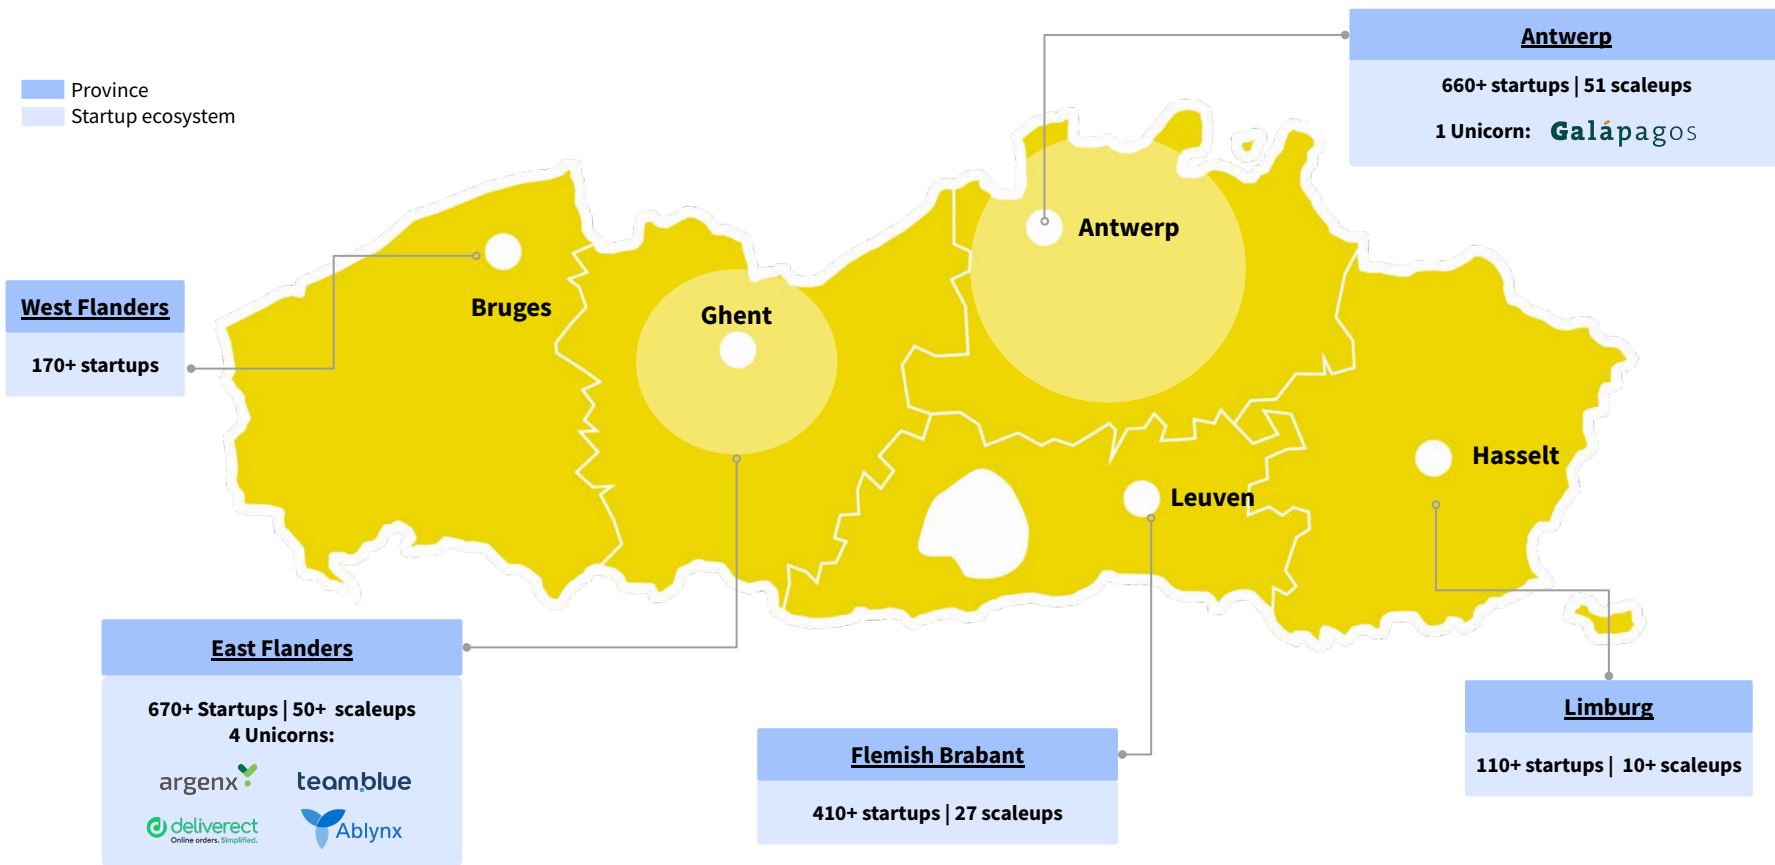 Province
Startup ecosystem
Antwerp
660+ startups | 51 scaleups
1 Unicorn: Galápagos
Antwerp
West Flanders
170+ startups
Bruges
Ghent
Hasselt
Leuven
East Flanders
670+ Startups | 50+ scaleups
4 Unicorns:
argenx team.blue
deliverect
Online orders. Simplified.
Ablynx
Flemish Brabant
410+ startups | 27 scaleups
Limburg
110+ startups | 10+ scaleups